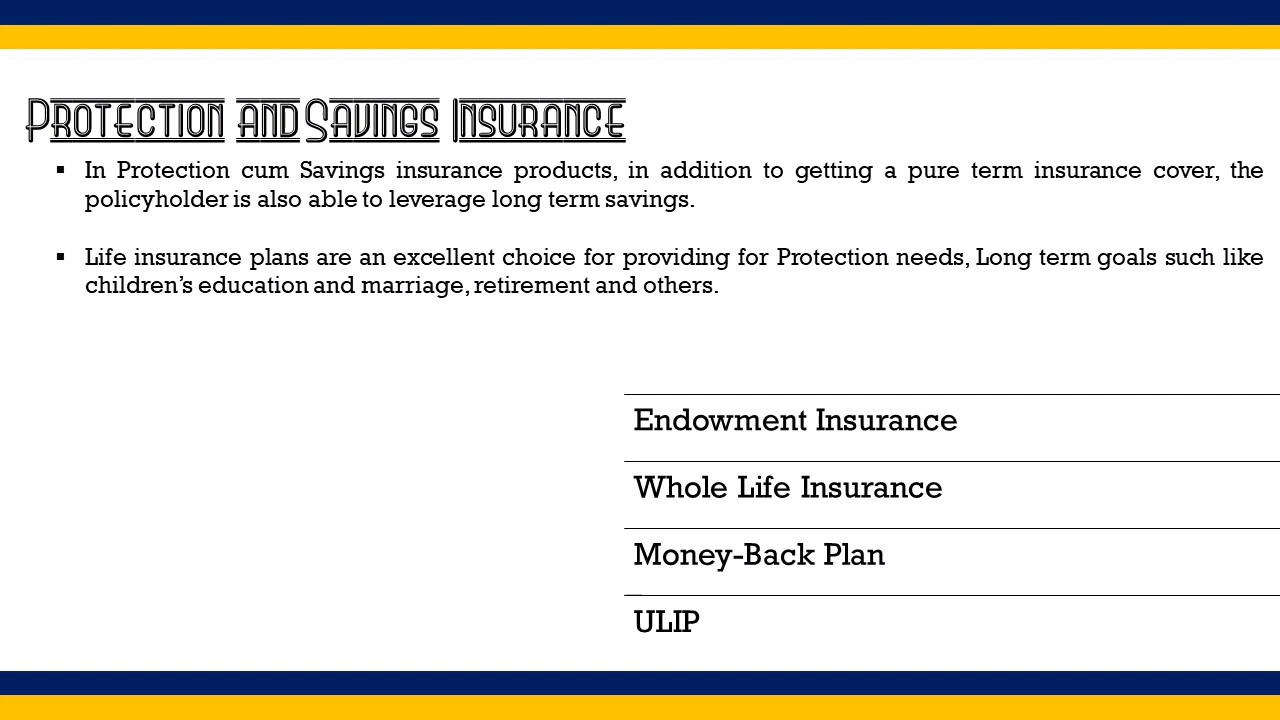 Protection and Savings Insurance
▪ In Protection cum Savings insurance products, in addition to getting a pure term insurance cover, the
policyholder is also able to leverage long term savings.
▪ Life insurance plans are an excellent choice for providing for Protection needs, Long term goals such like
children’s education and marriage, retirement and others.
Endowment Insurance
Whole Life Insurance
Money-Back Plan
ULIP